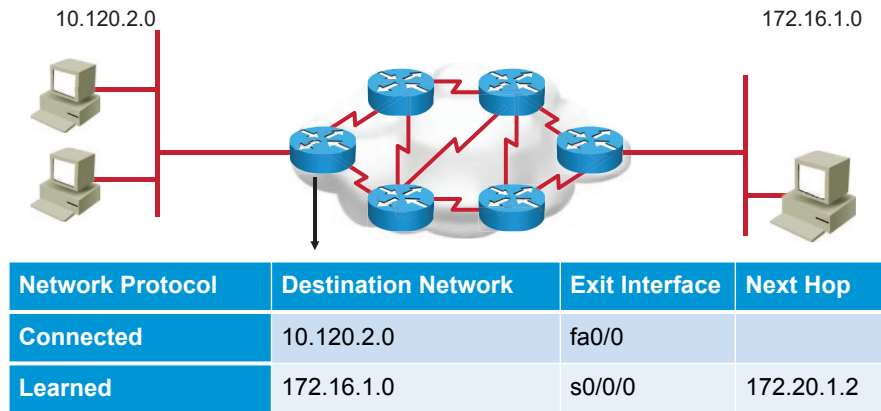 10.120.2.0 172.16.1.0
Network Protocol Destination Network Exit Interface Next Hop
Connected 10.120.2.0 fa0/0
Learned 172.16.1.0 s0/0/0 172.20.1.2